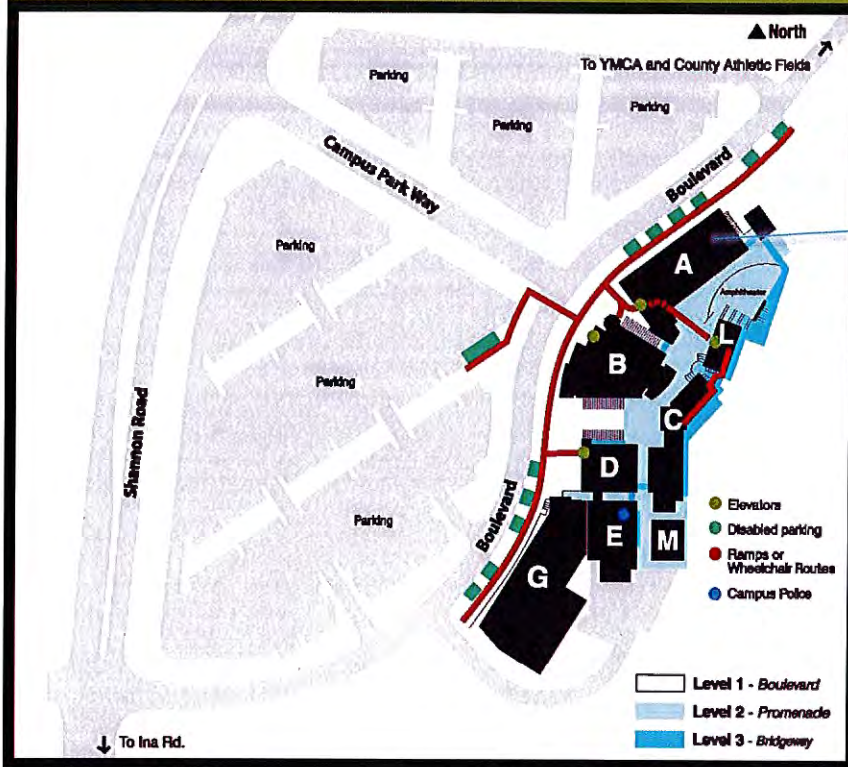 ▲ North
To YMCA and County Athletic Fields
Parking
Parking
Parking
Campus Park Way
Boulevard
Parking
A
Amphitheater
L
B
Parking
C
Shannon Road
D
Elevators
Disabled parking
Parking
Boulevard
E
M
Ramps or
Wheelchair Routes
G
Campus Police
Level 1 - Boulevard
Level 2 - Promenade
Level 3 - Bridgeway
↓ To Ina Rd.